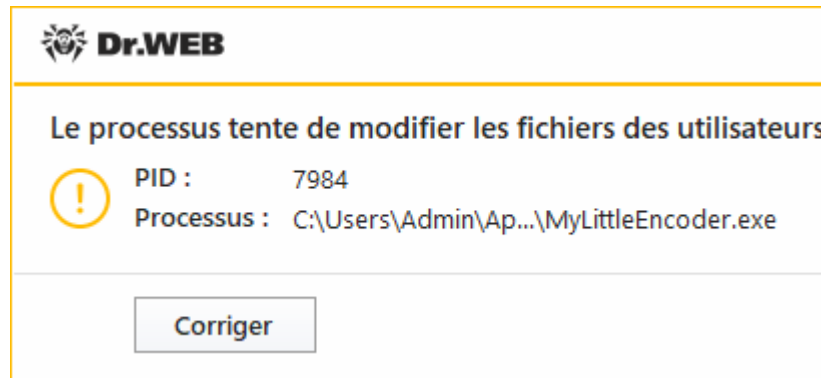 Dr.WEB
Le processus tente de modifier les fichiers des utilisateurs
PID : 7984
Processus : C:\Users\Admin\Ap...\MyLittleEncoder.exe
Corriger